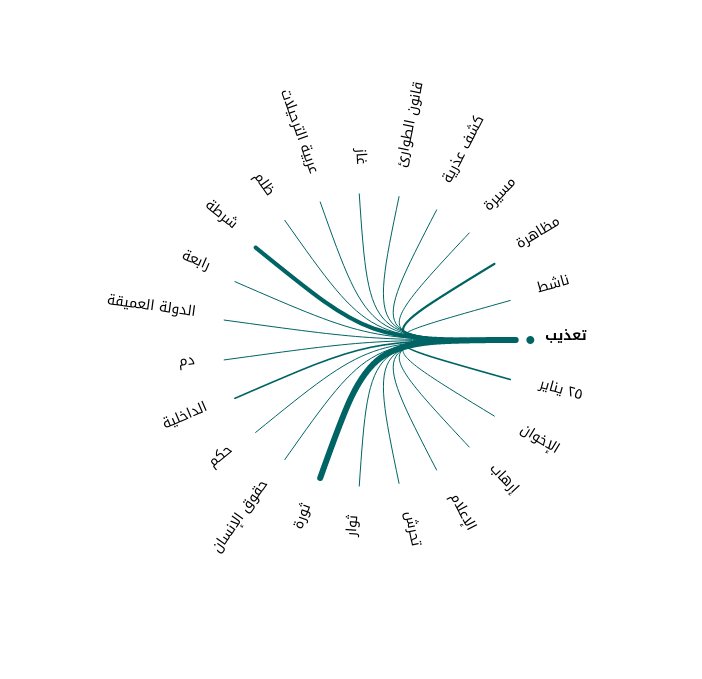 تعذيب
ناشط
مظاهرة
مسيرة
كشف عذرية
قانون الطوارئ
غاز
عربية الترحيلات
ظلم
شرطة
رابعة
الدولة العميقة
دم
الداخلية
حكم
حقوق الإنسان
ثورة
ثوار
تحرش
الإعلام
إرهاب
الإخوان
٢٥ يناير